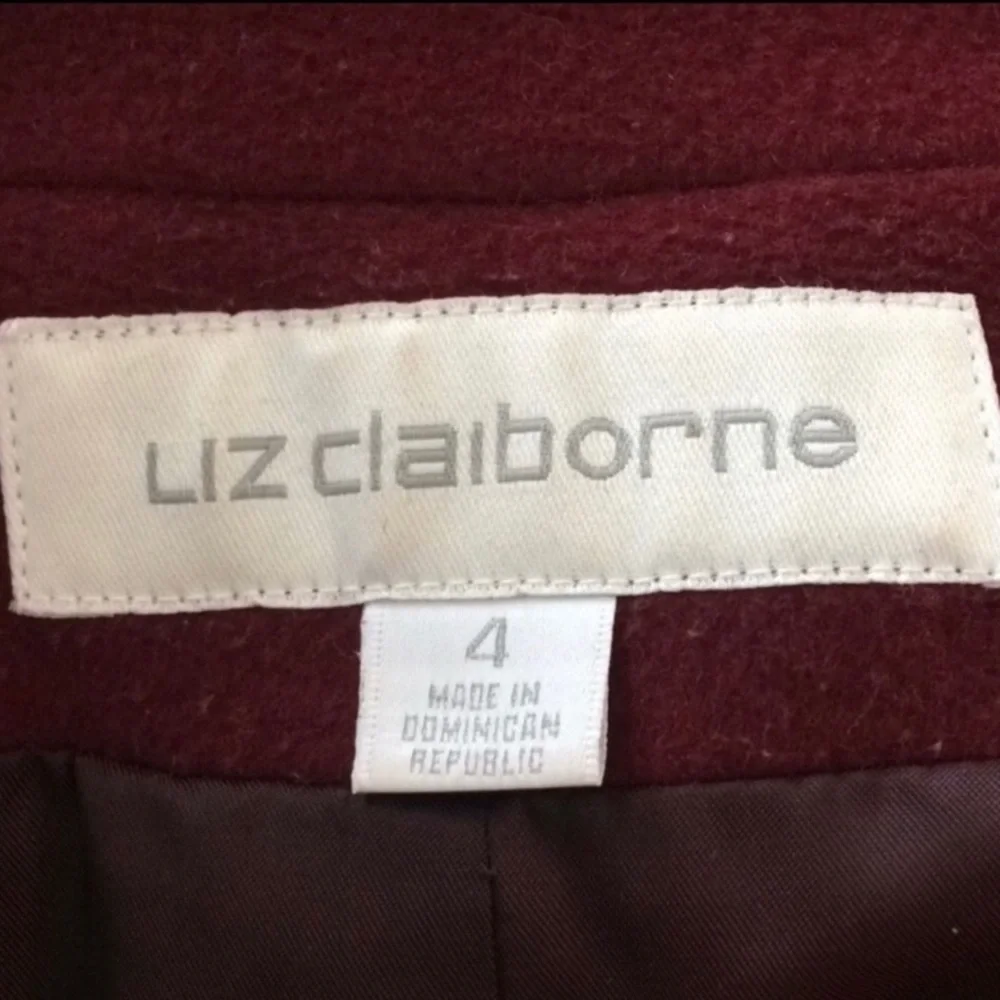 LIZ claiborne
4
MADE IN
DOMINICAN
REPUBLIC